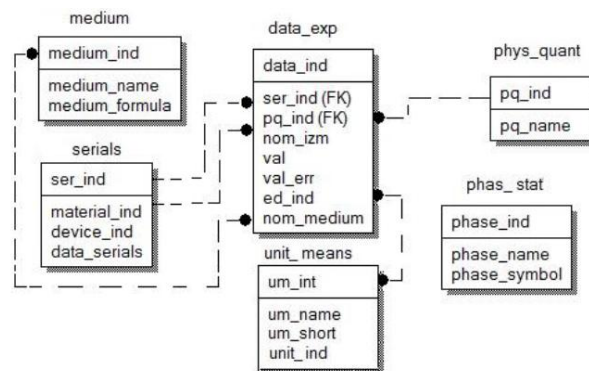 medium
medium_ind
medium_name
medium_formula
serials
ser_ind
material_ind
device_ind
data_serials
data_exp
data_ind
ser_ind (FK)
pq_ind (FK)
nom_izm
val
val_err
ed_ind
nom_medium
unit_ means
um_int
um_name
um_short
unit_ind
phys_quant
pq_ind
pq_name
phas_ stat
phase_ind
phase_name
phase_symbol